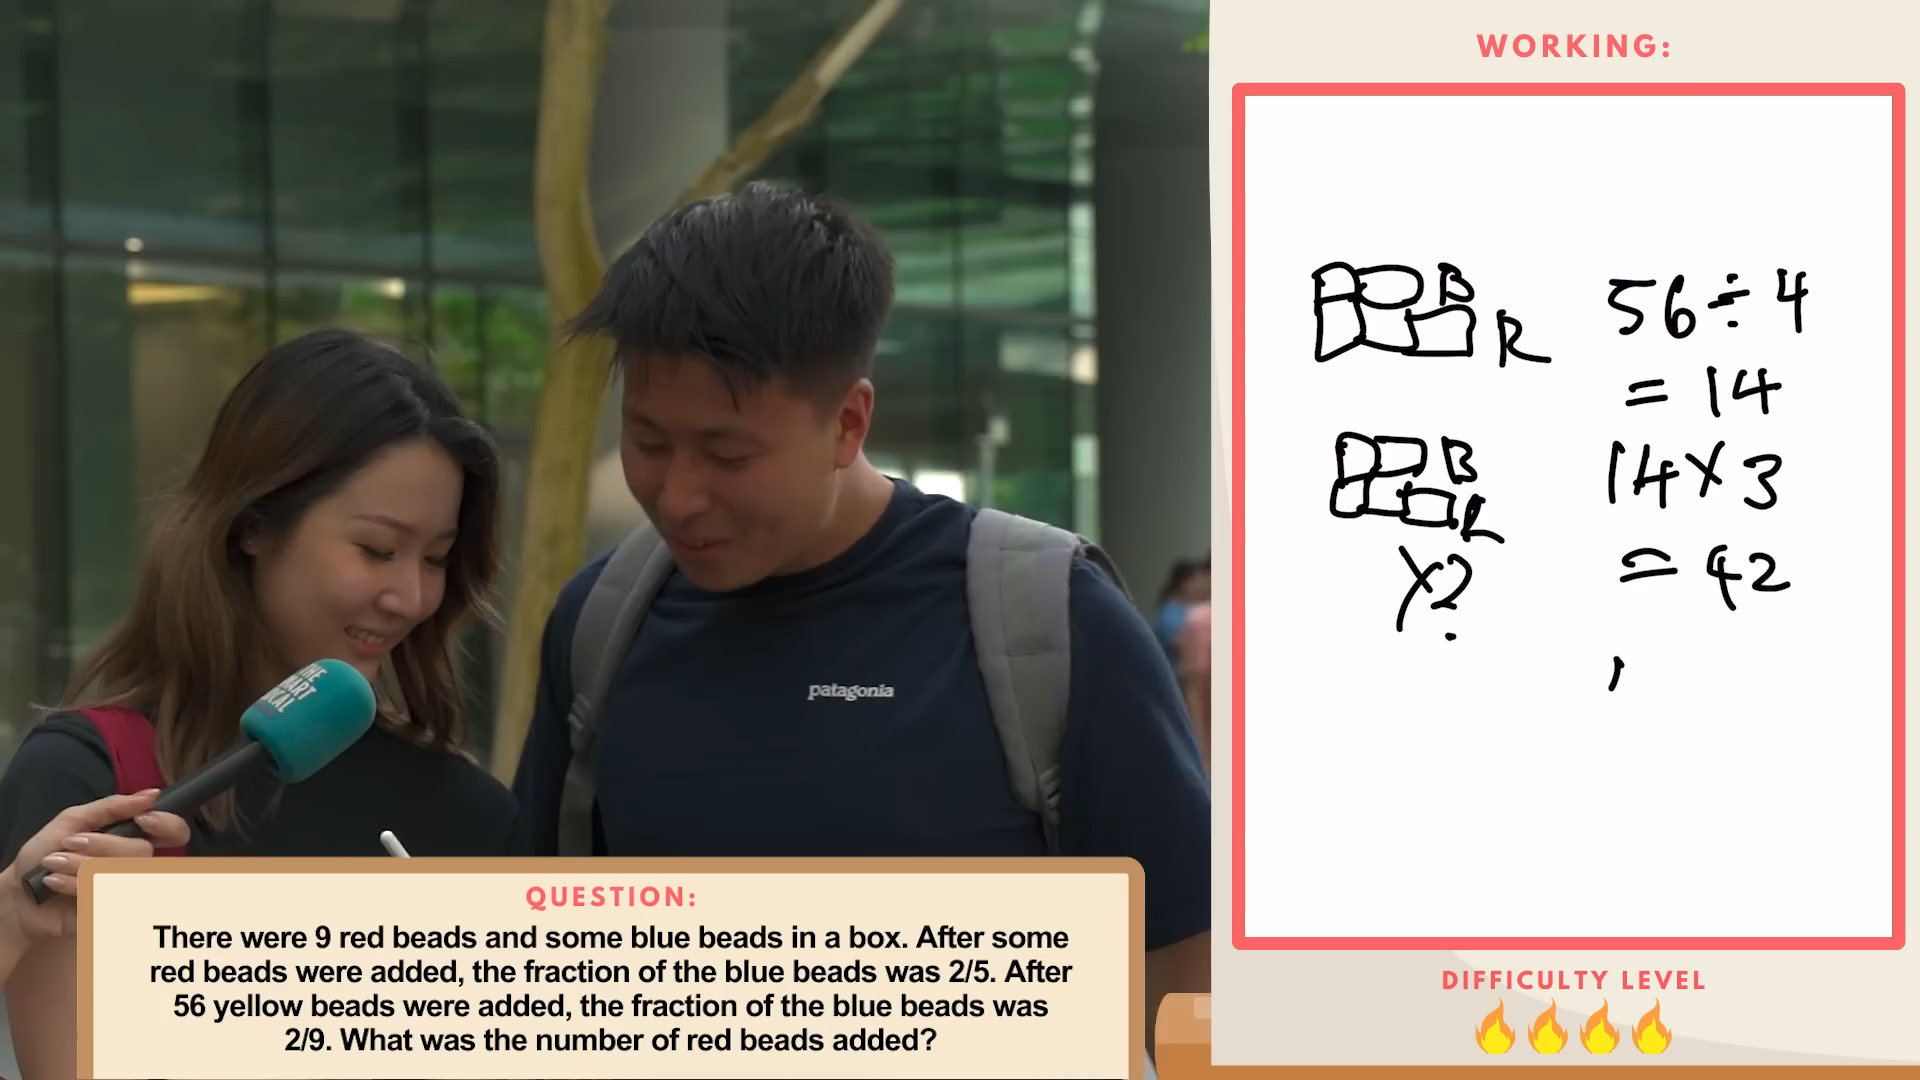 WORKING:
B
R
56÷4
=14
B
R
14×3
×?
=42
THE
SMART
LOCAL
patagonia
QUESTION:
There were 9 red beads and some blue beads in a box. After some
red beads were added, the fraction of the blue beads was 2/5. After
56 yellow beads were added, the fraction of the blue beads was
2/9. What was the number of red beads added?
DIFFICULTY LEVEL